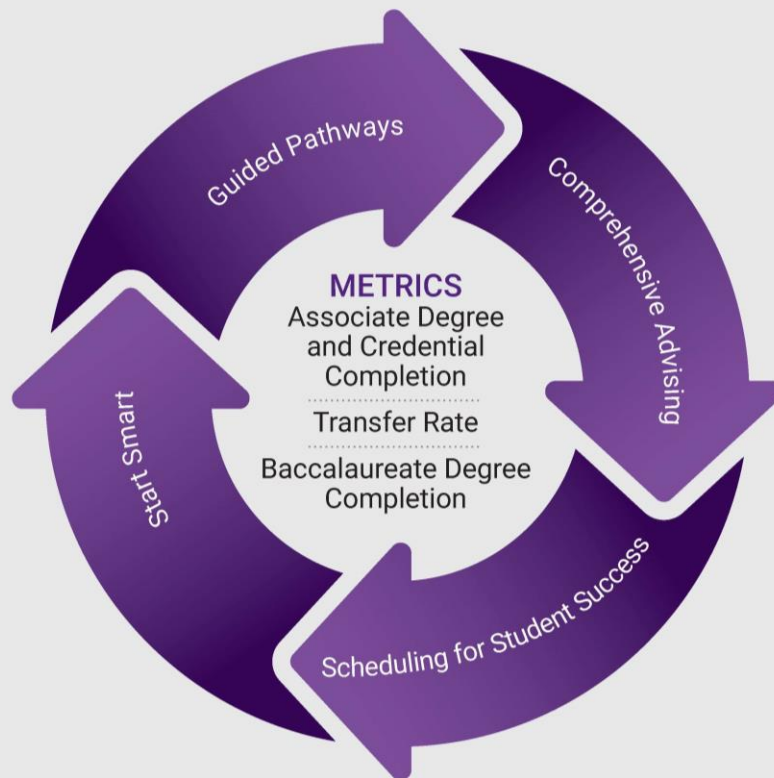 Guided Pathways
Comprehensive Advising
METRICS
Associate Degree
and Credential
Completion
Transfer Rate
Baccalaureate Degree
Completion
Start Smart
Scheduling for Student Success